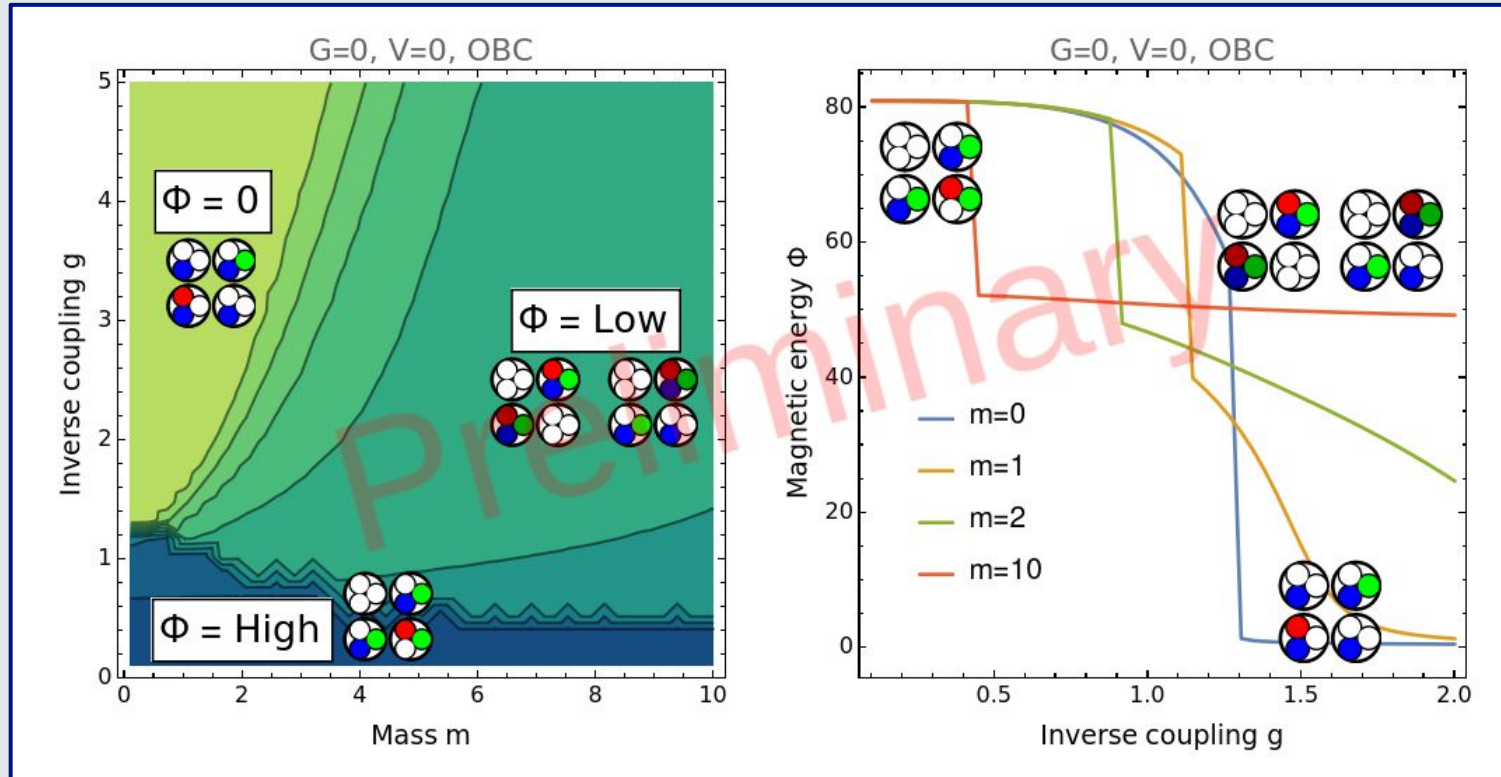 G=0, V=0, OBC
5
4
3
2
1
0
0 2 4 6 8 10
Inverse coupling g
Mass m
Φ = 0
Φ = Low
Φ = High
G=0, V=0, OBC
80
60
40
20
0
0.5 1.0 1.5 2.0
Magnetic energy Φ
Inverse coupling g
m=0
m=1
m=2
m=10
Preliminary